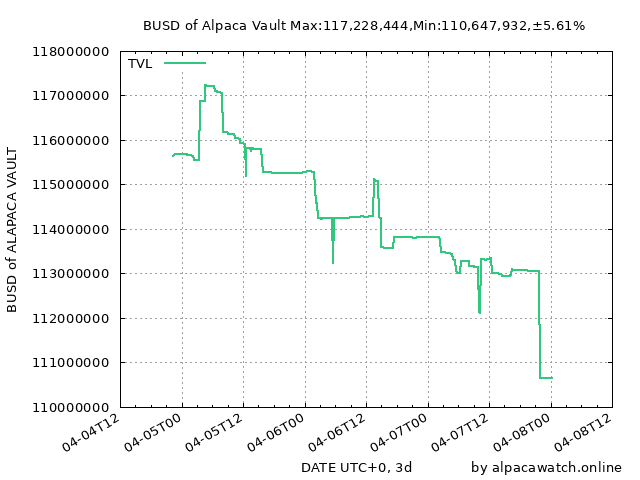 BUSD of Alpaca Vault Max:117,228,444,Min:110,647,932,±5.61%
118000000
TVL
117000000
116000000
115000000
114000000
113000000
112000000
111000000
110000000
BUSD of ALAPACA VAULT
04-04T12
04-05T00
04-05T12
04-06T00
04-06T12
04-07T00
04-07T12
04-08T00
04-08T12
DATE UTC+0, 3d
by alpacawatch.online